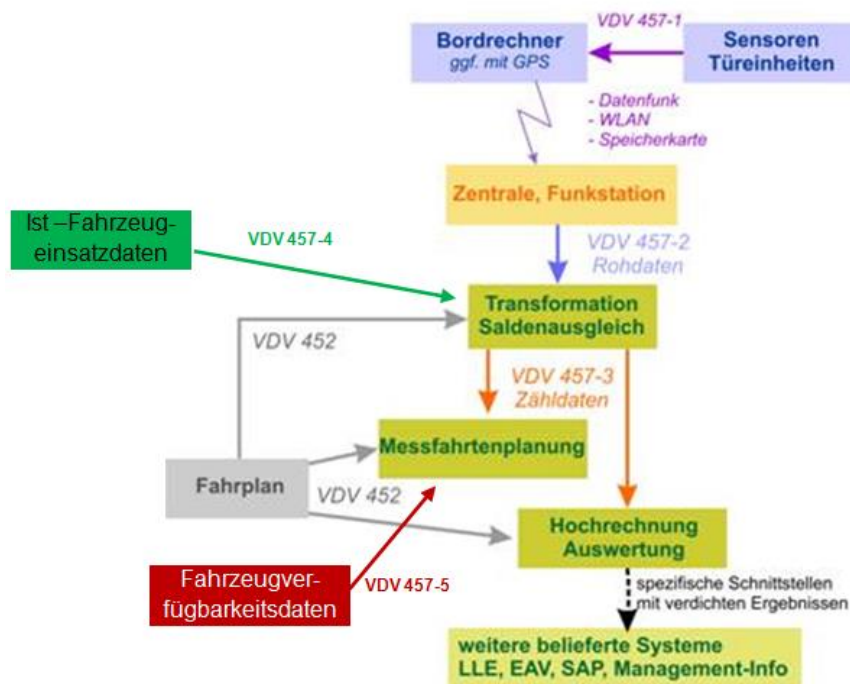 VDV 457-1
Bordrechner
ggf. mit GPS
Sensoren
Türeinheiten
- Datenfunk
- WLAN
- Speicherkarte
Zentrale, Funkstation
Ist –Fahrzeug-
einsatzdaten
VDV 457-4
VDV 457-2
Rohdaten
Transformation
Saldenausgleich
VDV 452
VDV 457-3
Zähldaten
Messfahrtenplanung
Fahrplan
VDV 452
Hochrechnung
Auswertung
Fahrzeugver-
fügbarkeitsdaten
VDV 457-5
spezifische Schnittstellen
mit verdichten Ergebnissen
weitere belieferte Systeme
LLE, EAV, SAP, Management-Info